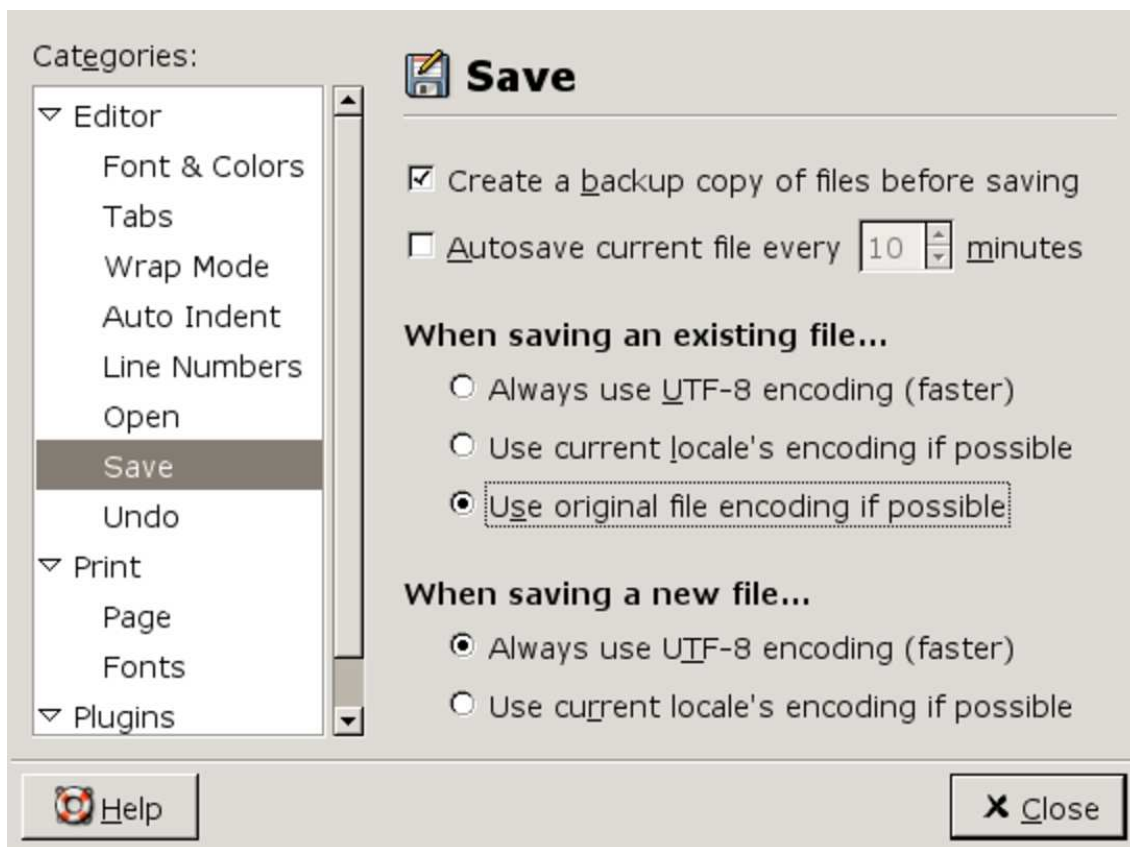 Categories:
Editor
Font & Colors
Tabs
Wrap Mode
Auto Indent
Line Numbers
Open
Save
Undo
Print
Page
Fonts
Plugins
Save
Create a backup copy of files before saving
Autosave current file every 10 minutes
When saving an existing file...
Always use UTF-8 encoding (faster)
Use current locale's encoding if possible
Use original file encoding if possible
When saving a new file...
Always use UTF-8 encoding (faster)
Use current locale's encoding if possible
Help
Close